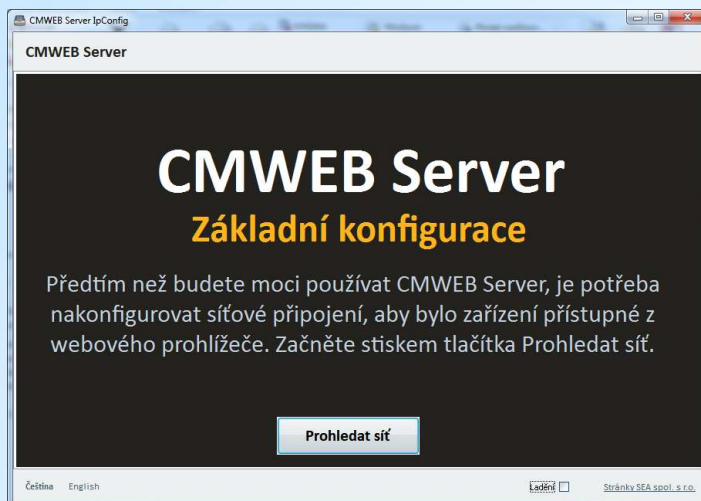 CMWEB Server IpConfig
CMWEB Server
CMWEB Server
Základní konfigurace
Předtím než budete moci používat CMWEB Server, je potřeba
nakonfigurovat síťové připojení, aby bylo zařízení přístupné z
webového prohlížeče. Začněte stiskem tlačítka Prohledat síť.
Prohledat síť
Čeština English Ladění Stránky SEA spol. s r.o.